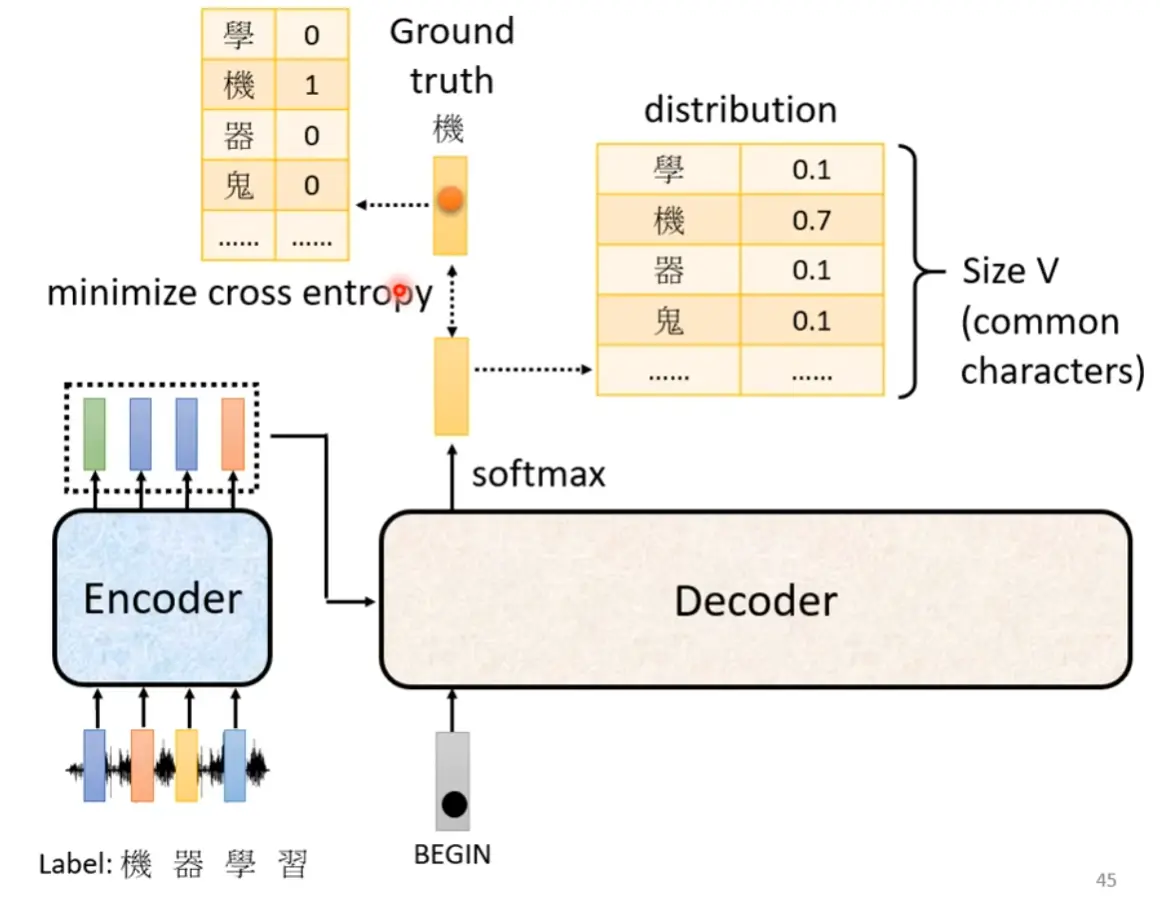 學 0
機 1
器 0
鬼 0
...... ......
Ground
truth
機
minimize cross entropy
distribution
學 0.1
機 0.7
器 0.1
鬼 0.1
...... ......
Size V
(common
characters)
softmax
Encoder
Decoder
Label: 機 器 學 習
BEGIN
45